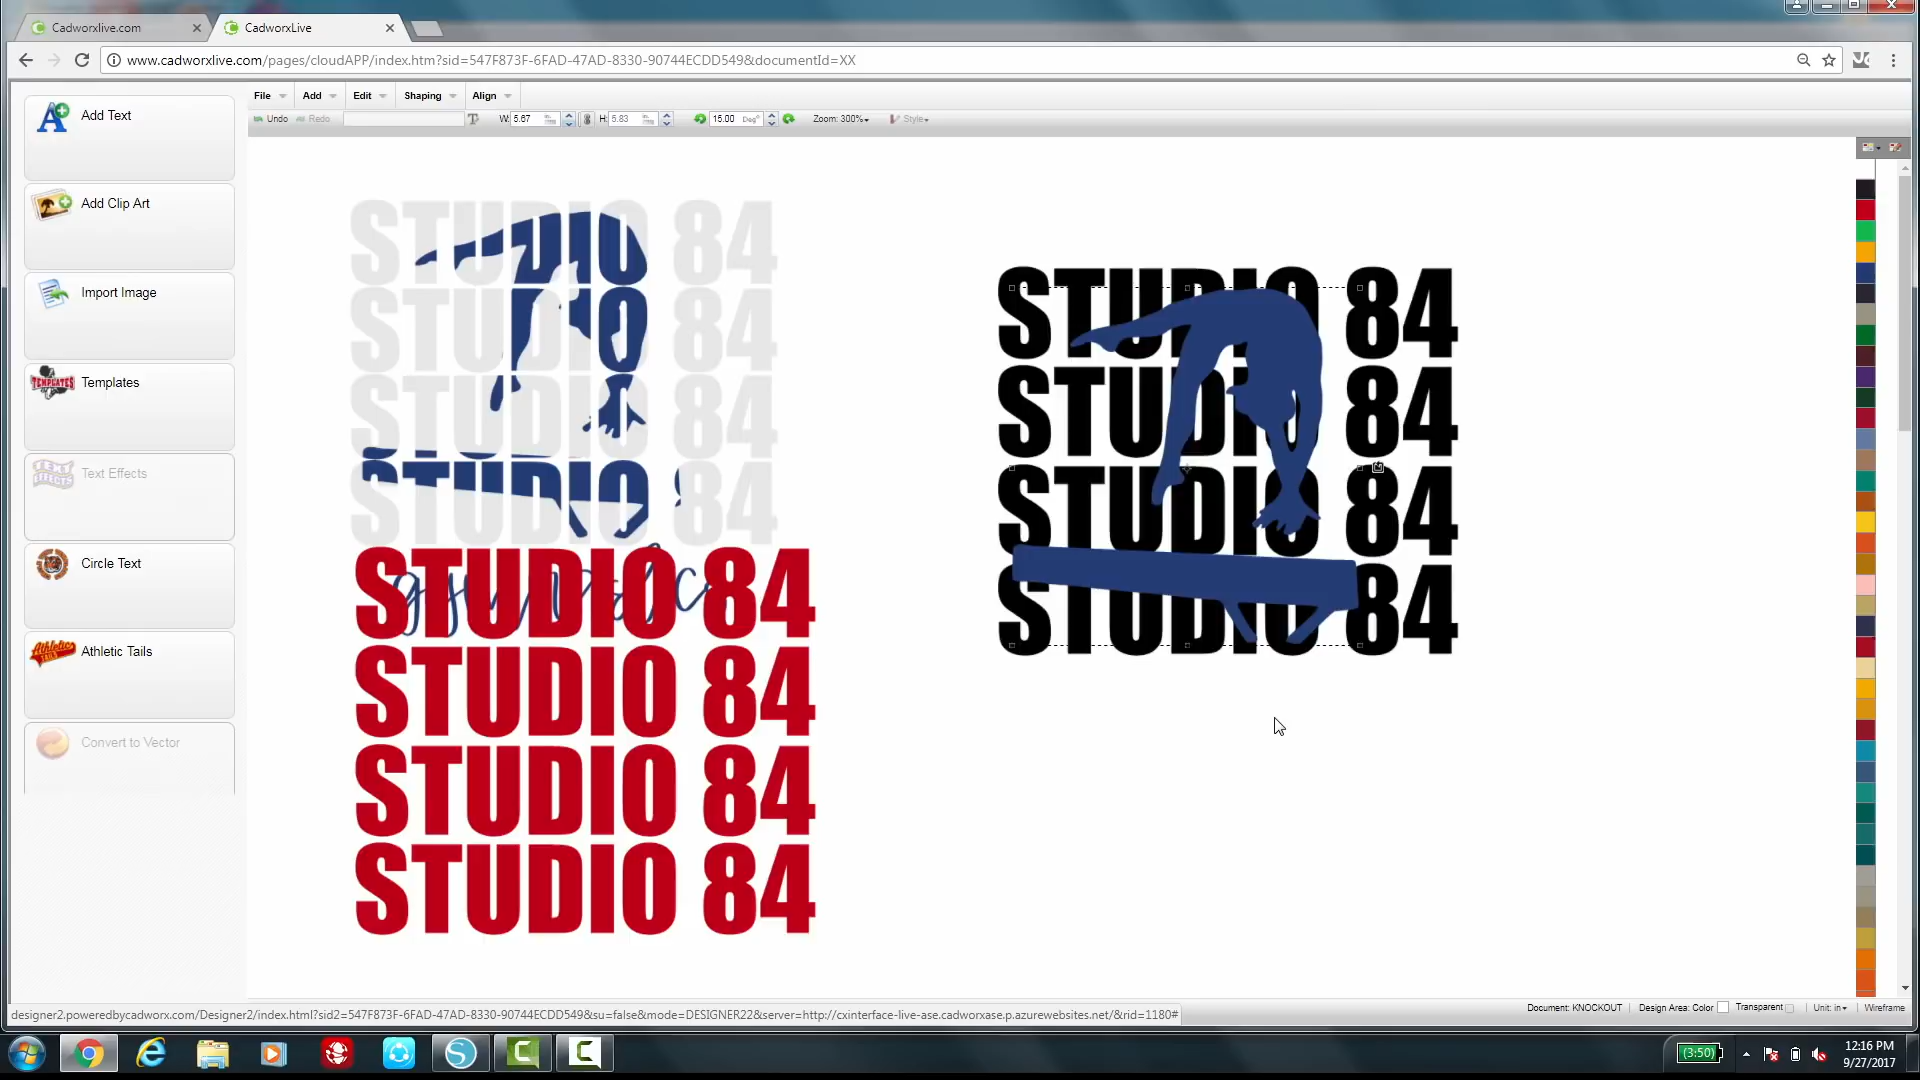 Cadworxlive.com
CadworxLive
www.cadworxlive.com/pages/cloudAPP/index.htm?sid=547F873F-6FAD-47AD-8330-90744ECDD549&documentId=XX
File
Add
Edit
Shaping
Align
Undo
Redo
W: 5.67
H: 5.83
15.00 Deg°
Zoom: 300%
Style
Add Text
Add Clip Art
Import Image
Templates
Text Effects
Circle Text
Athletic Tails
Convert to Vector
STUDIO 84
STUDIO 84
STUDIO 84
STUDIO 84
STUDIO 84
STUDIO 84
STUDIO 84
STUDIO 84
STUDIO 84
STUDIO 84
STUDIO 84
STUDIO 84
Document: KNOCKOUT
Design Area: Color
Transparent
Unit: in
Wireframe
designer2.poweredbycadworx.com/Designer2/index.html?sid2=547F873F-6FAD-47AD-8330-90744ECDD549&su=false&mode=DESIGNER22&server=http://cxinterface-live-ase.cadworxase.p.azurewebsites.net/&rid=1180#
(3:50)
12:16 PM
9/27/2017